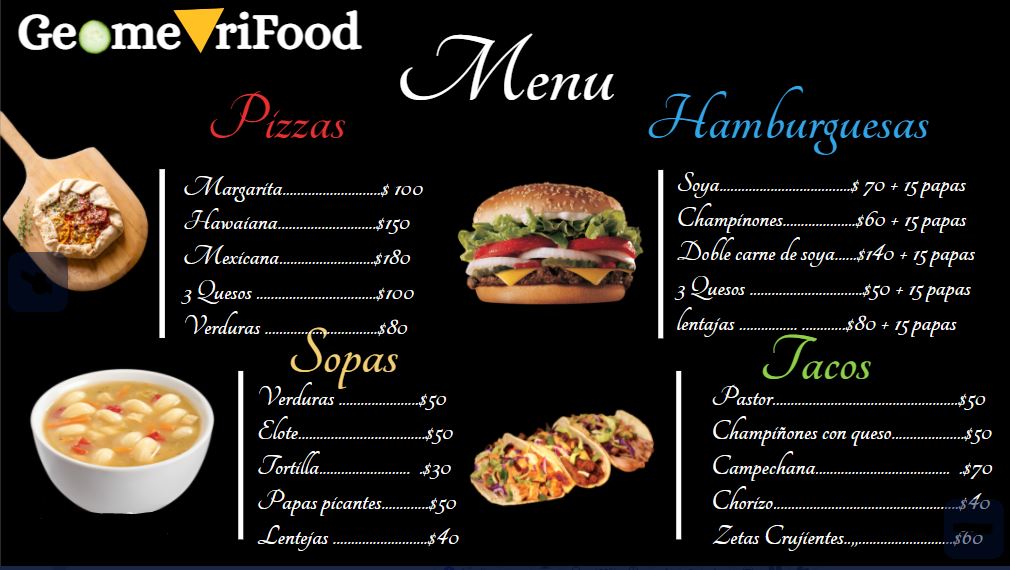 GeomeTriFood
Menu
Pizzas
Margarita...........................$ 100
Hawaiana...........................$150
Mexicana..........................$180
3 Quesos .................................$100
Verduras ...............................$80
Hamburguesas
Soya....................................$ 70 + 15 papas
Champinones....................$60 + 15 papas
Doble carne de soya......$140 + 15 papas
3 Quesos ...............................$50 + 15 papas
lentajas ................ ............$80 + 15 papas
Sopas
Verduras ......................$50
Elote...................................$50
Tortilla......................... .$30
Papas picantes.............$50
Lentejas ..........................$40
Tacos
Pastor...................................................$50
Champiñones con queso....................$50
Campechana..................................... .$70
Chorizo...................................................$40
Zetas Crujientes..,,..........................$60